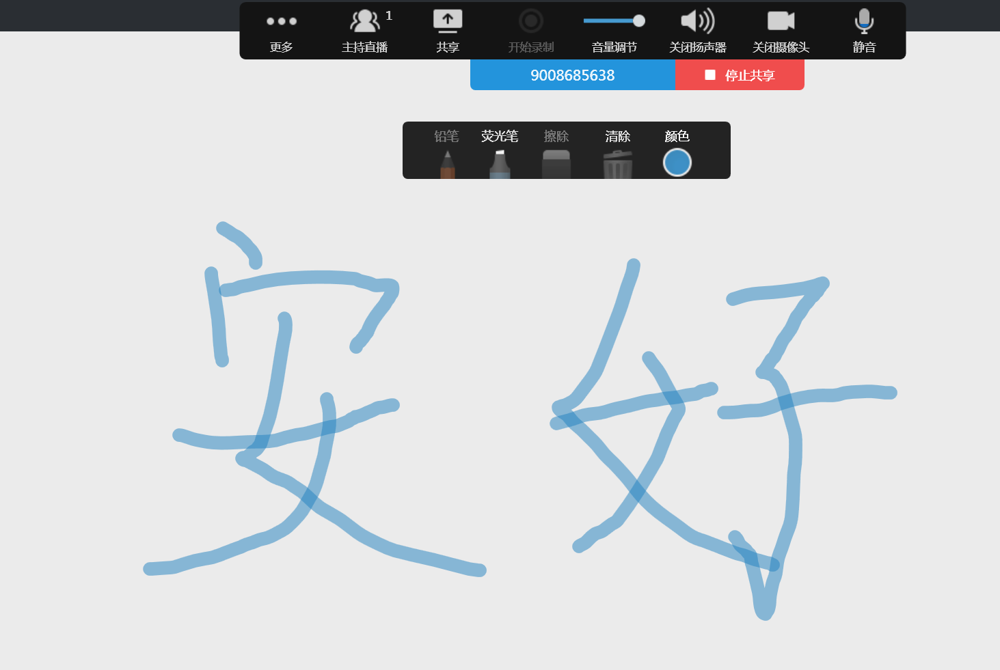 1
更多 主持直播 共享 开始录制 音量调节 关闭扬声器 关闭摄像头 静音
9008685638 停止共享
铅笔 荧光笔 擦除 清除 颜色
安好